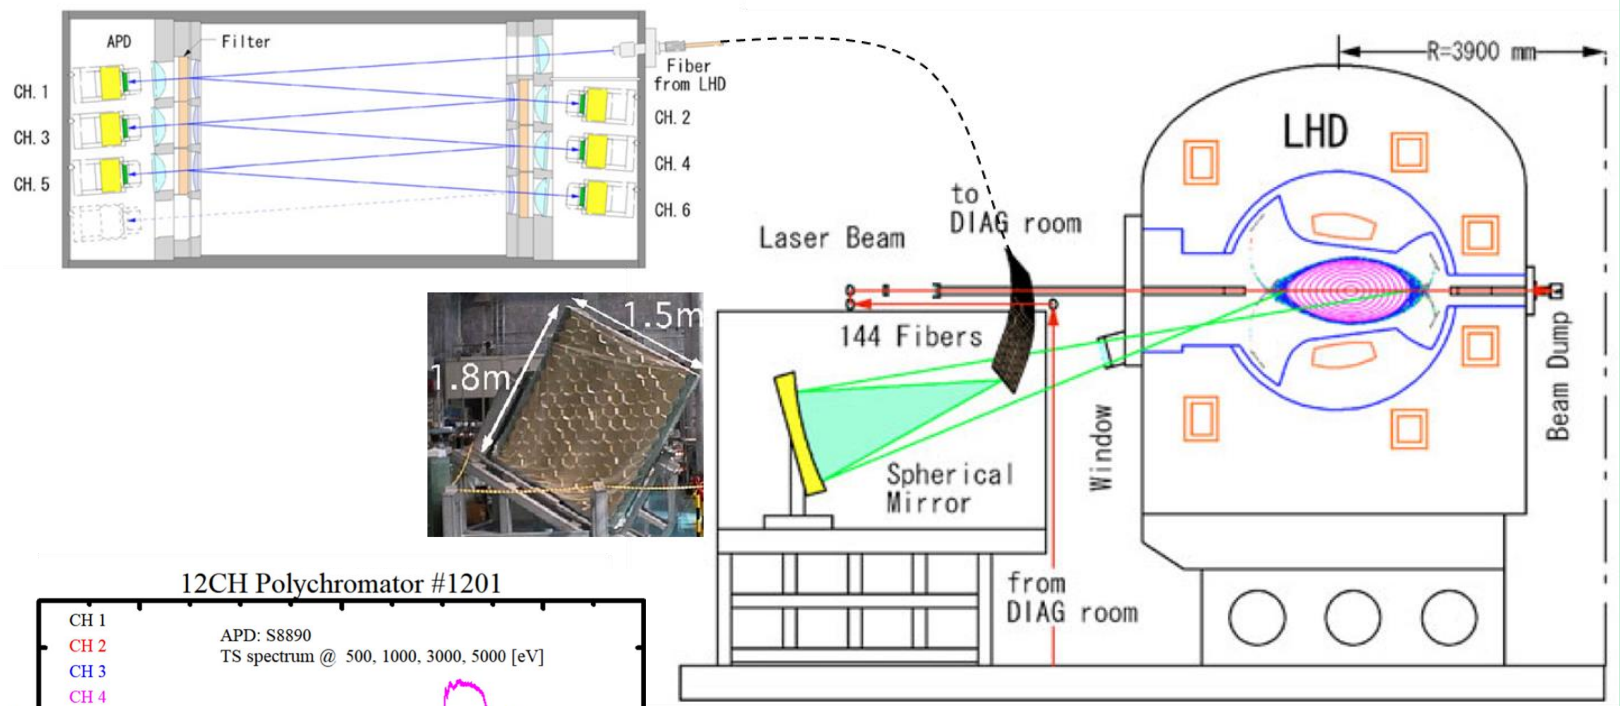 APD
Filter
CH. 1
CH. 3
CH. 5
Fiber
from LHD
CH. 2
CH. 4
CH. 6
R=3900 mm
LHD
to
DIAG room
Laser Beam
144 Fibers
1.5m
1.8m
Spherical
Mirror
Window
Beam Dump
from
DIAG room
12CH Polychromator #1201
CH 1
CH 2
CH 3
CH 4
APD: S8890
TS spectrum @ 500, 1000, 3000, 5000 [eV]